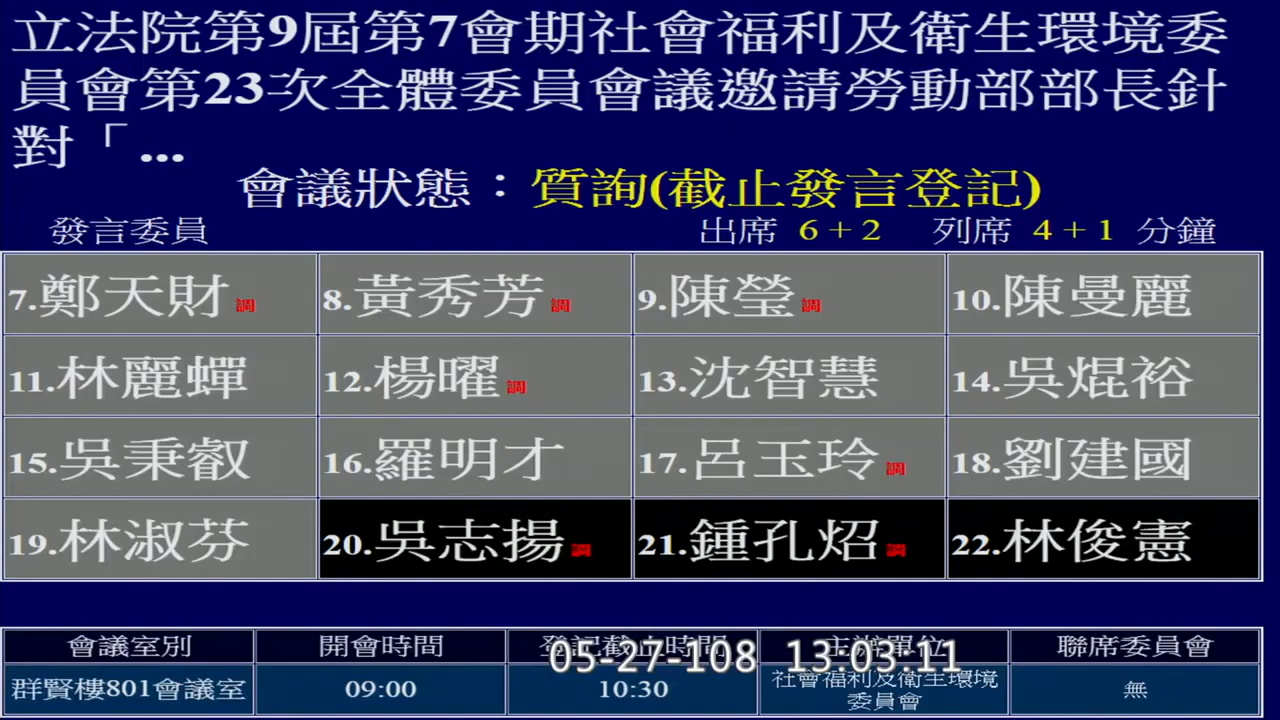 立法院第9屆第7會期社會福利及衛生環境委
員會第23次全體委員會議邀請勞動部部長針
對「...
會議狀態：質詢(截止發言登記)
發言委員 出席 6 + 2 列席 4 + 1 分鐘
7.鄭天財調 8.黃秀芳調 9.陳瑩調 10.陳曼麗
11.林麗蟬 12.楊曜調 13.沈智慧 14.吳焜裕
15.吳秉叡 16.羅明才 17.呂玉玲調 18.劉建國
19.林淑芬 20.吳志揚調 21.鍾孔炤調 22.林俊憲
會議室別 開會時間 登記截止時間 主辦單位 聯席委員會
05-27-108 13:03:11
群賢樓801會議室 09:00 10:30 社會福利及衛生環境 無
委員會